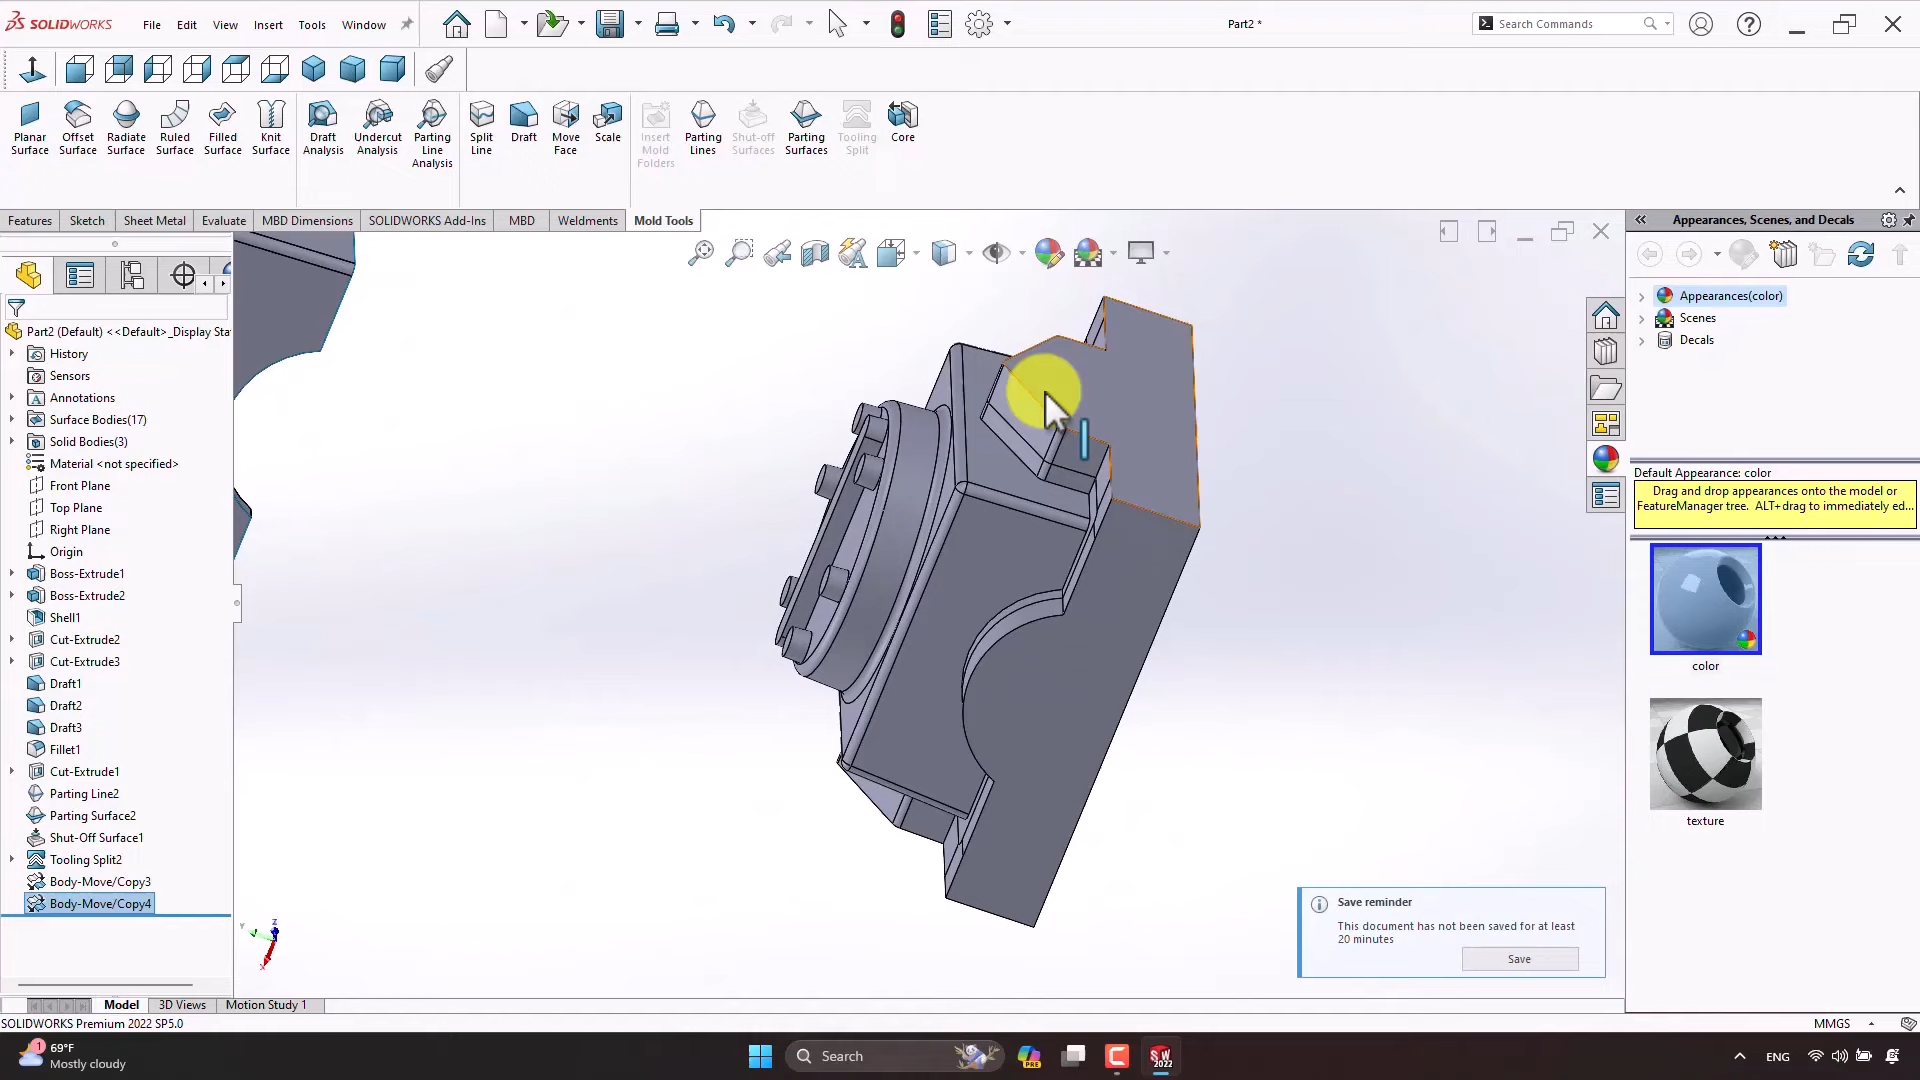 SOLIDWORKS
File
Edit
View
Insert
Tools
Window
Part2 *
Search Commands
Planar Surface
Offset Surface
Radiate Surface
Ruled Surface
Filled Surface
Knit Surface
Draft Analysis
Undercut Analysis
Parting Line Analysis
Split Line
Draft
Move Face
Scale
Insert Mold Folders
Parting Lines
Shut-off Surfaces
Parting Surfaces
Tooling Split
Core
Features
Sketch
Sheet Metal
Evaluate
MBD Dimensions
SOLIDWORKS Add-Ins
MBD
Weldments
Mold Tools
Part2 (Default) <<Default>_Display Sta
History
Sensors
Annotations
Surface Bodies(17)
Solid Bodies(3)
Material <not specified>
Front Plane
Top Plane
Right Plane
Origin
Boss-Extrude1
Boss-Extrude2
Shell1
Cut-Extrude2
Cut-Extrude3
Draft1
Draft2
Draft3
Fillet1
Cut-Extrude1
Parting Line2
Parting Surface2
Shut-Off Surface1
Tooling Split2
Body-Move/Copy3
Body-Move/Copy4
Y
Z
X
Appearances, Scenes, and Decals
Appearances(color)
Scenes
Decals
Default Appearance: color
Drag and drop appearances onto the model or
FeatureManager tree. ALT+drag to immediately ed...
color
texture
Save reminder
This document has not been saved for at least
20 minutes
Save
Model
3D Views
Motion Study 1
SOLIDWORKS Premium 2022 SP5.0
MMGS
1
69°F
Mostly cloudy
Search
PRE
SW
2022
ENG